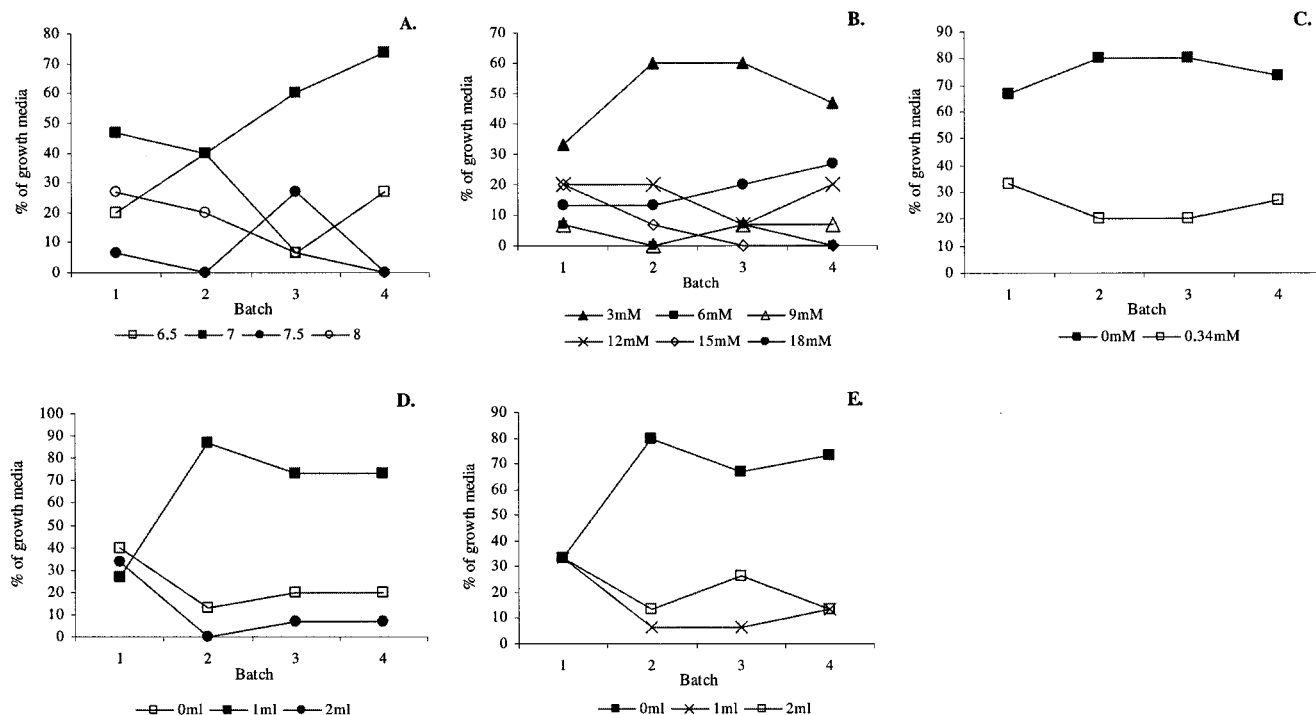 A.
% of growth media
80
70
60
50
40
30
20
10
0
1 2 3 4
Batch
6.5 7 7.5 8
B.
% of growth media
70
60
50
40
30
20
10
0
1 2 3 4
Batch
3mM 6mM 9mM
12mM 15mM 18mM
C.
% of growth media
90
80
70
60
50
40
30
20
10
0
1 2 3 4
Batch
0mM 0.34mM
D.
% of growth media
100
90
80
70
60
50
40
30
20
10
0
1 2 3 4
Batch
0ml 1ml 2ml
E.
% of growth media
90
80
70
60
50
40
30
20
10
0
1 2 3 4
Batch
0ml 1ml 2ml